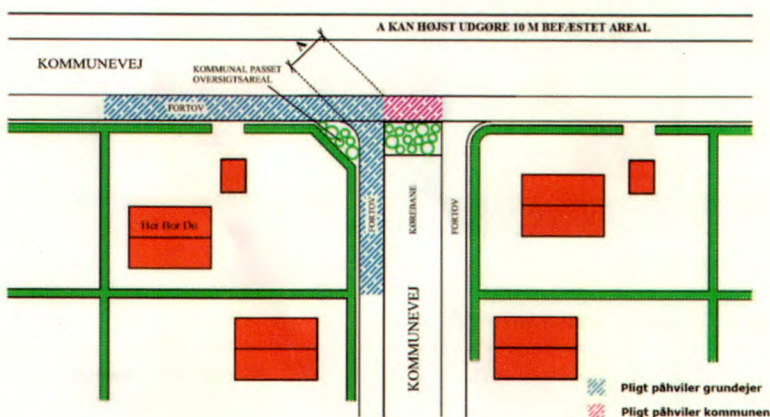 A KAN HØJST UDGØRE 10 M BEFÆSTET AREAL
A
KOMMUNEVEJ
KOMMUNAL PASSET
OVERSIGTSAREAL
FORTOV
Her Bor Du
FORTOV
KØREBANE
FORTOV
KOMMUNEVEJ
Pligt påhviler grundejer
Pligt påhviler kommunen